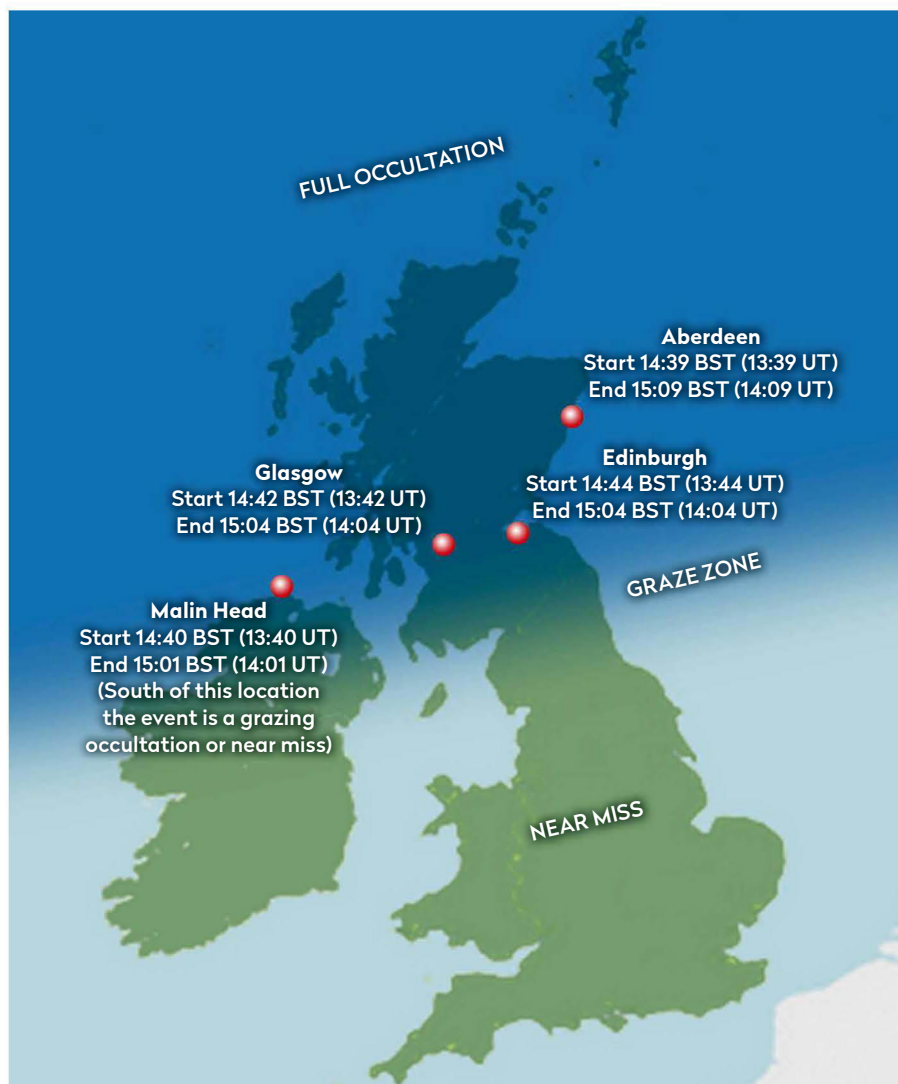 FULL OCCULTATION
Aberdeen
Start 14:39 BST (13:39 UT)
End 15:09 BST (14:09 UT)
Glasgow
Start 14:42 BST (13:42 UT)
End 15:04 BST (14:04 UT)
Edinburgh
Start 14:44 BST (13:44 UT)
End 15:04 BST (14:04 UT)
GRAZE ZONE
Malin Head
Start 14:40 BST (13:40 UT)
End 15:01 BST (14:01 UT)
(South of this location
the event is a grazing
occultation or near miss)
NEAR MISS